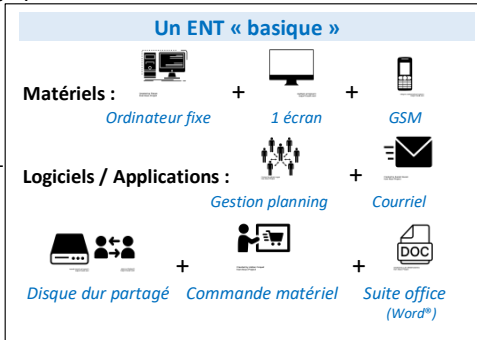 Un ENT « basique »
Matériels : + +
Ordinateur fixe 1 écran GSM
Logiciels / Applications : +
Gestion planning Courriel
+ +
DOC
Disque dur partagé Commande matériel Suite office
(Word®)